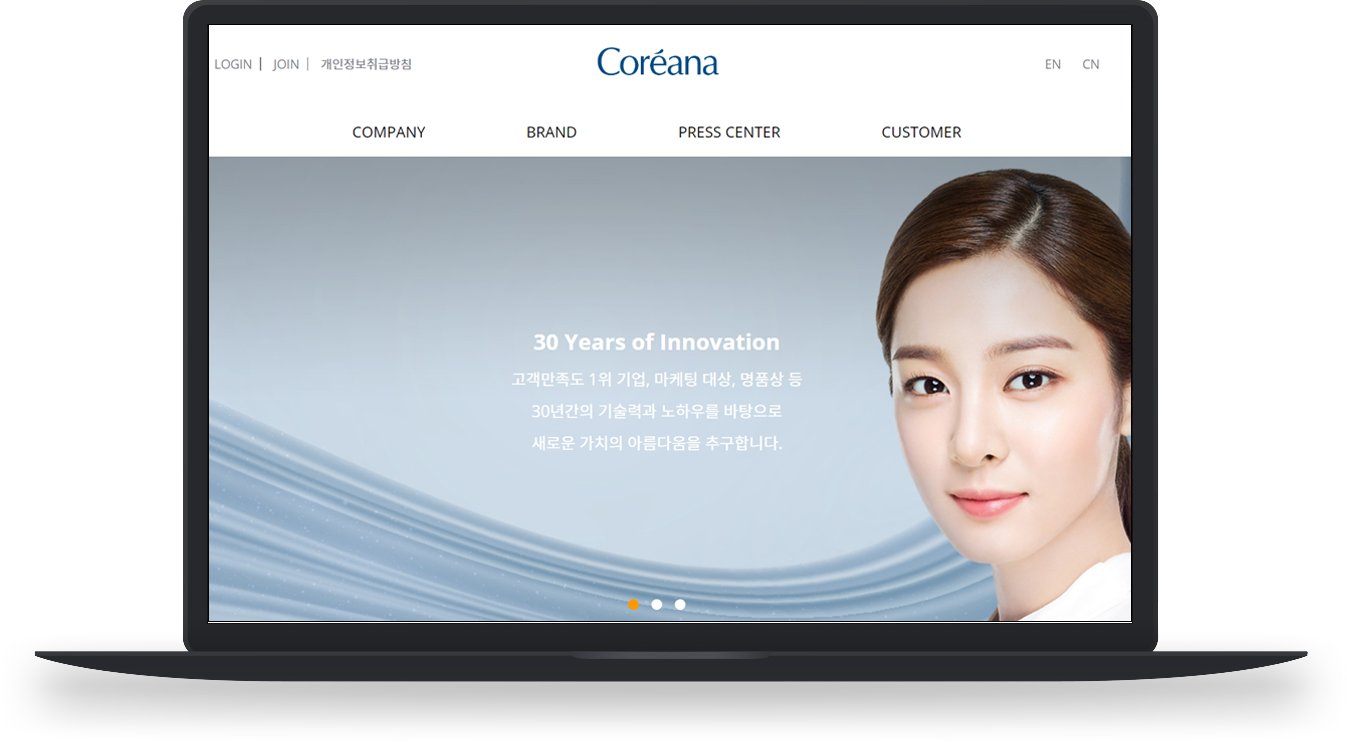 LOGIN | JOIN | 개인정보취급방침
Coréana
EN CN
COMPANY BRAND PRESS CENTER CUSTOMER
30 Years of Innovation
고객만족도 1위 기업, 마케팅 대상, 명품상 등
30년간의 기술력과 노하우를 바탕으로
새로운 가치의 아름다움을 추구합니다.